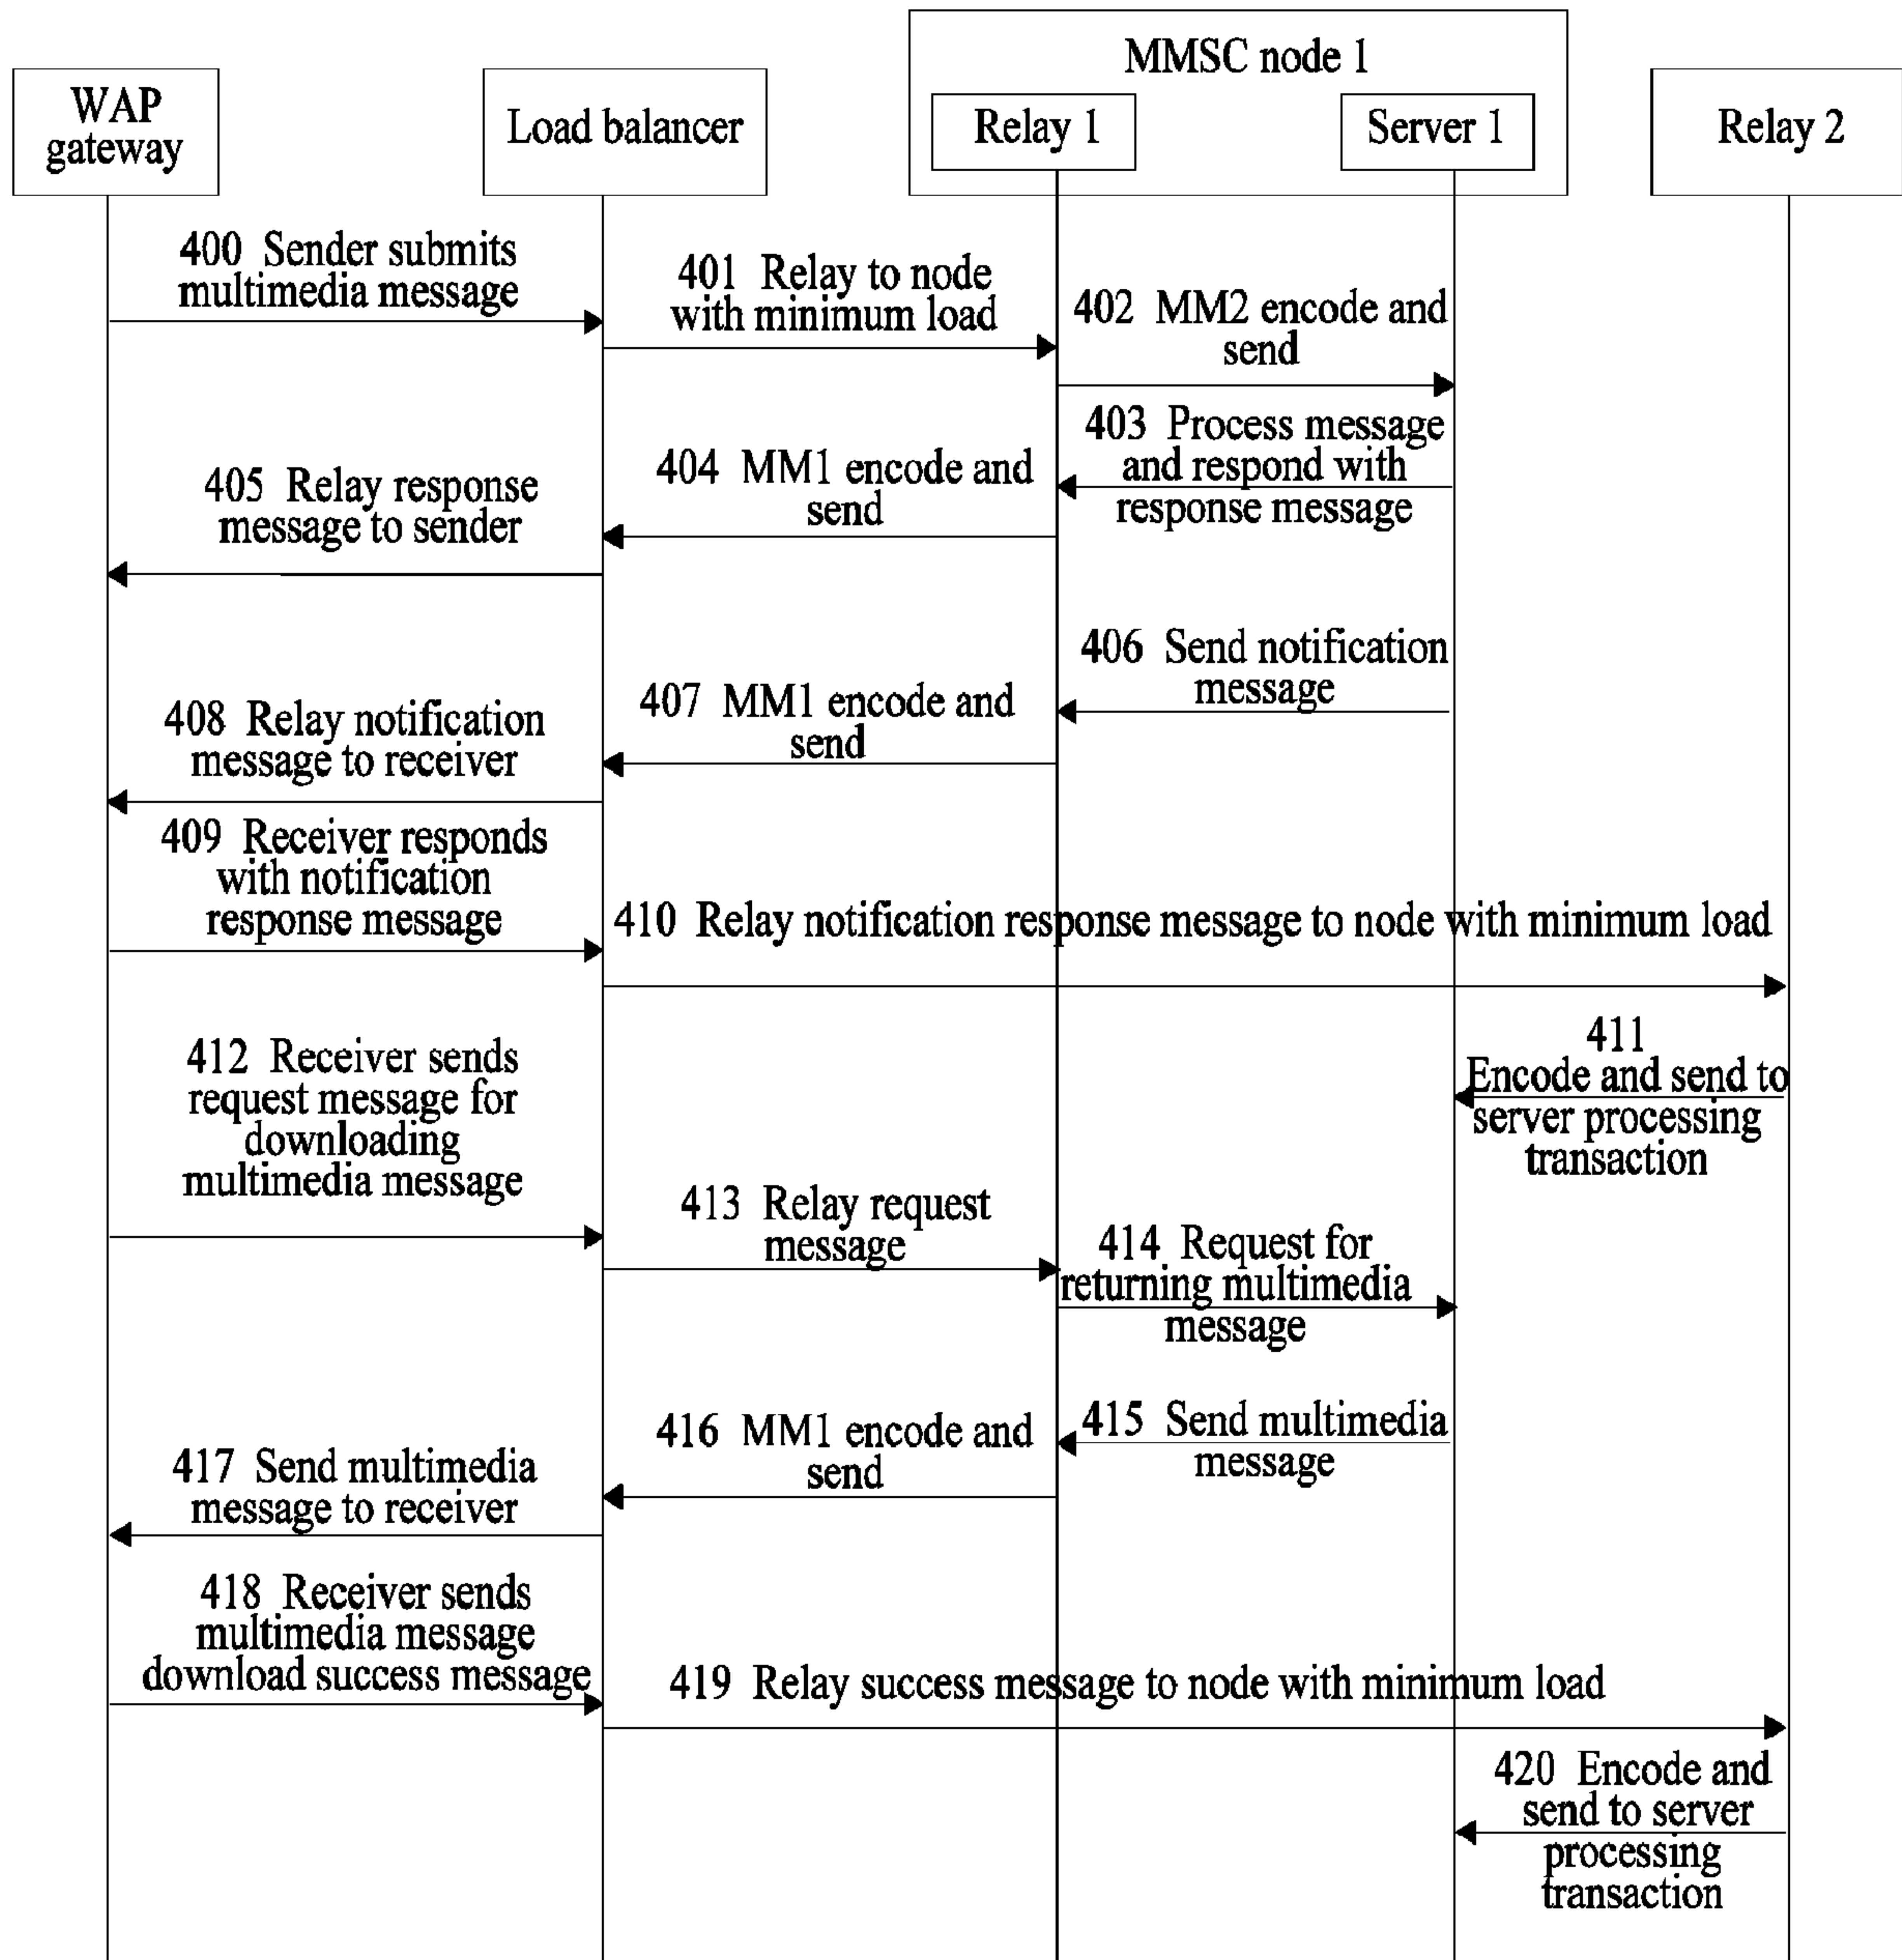 MMSC node 1
WAP
gateway
Load balancer
Relay 1
Server 1
Relay 2
400 Sender submits
multimedia message
401 Relay to node
with minimum load
402 MM2 encode and
send
403 Process message
and respond with
response message
404 MM1 encode and
send
405 Relay response
message to sender
406 Send notification
message
407 MM1 encode and
send
408 Relay notification
message to receiver
409 Receiver responds
with notification
response message
410 Relay notification response message to node with minimum load
411
Encode and send to
server processing
transaction
412 Receiver sends
request message for
downloading
multimedia message
413 Relay request
message
414 Request for
returning multimedia
message
415 Send multimedia
message
416 MM1 encode and
send
417 Send multimedia
message to receiver
418 Receiver sends
multimedia message
download success message
419 Relay success message to node with minimum load
420 Encode and
send to server
processing
transaction